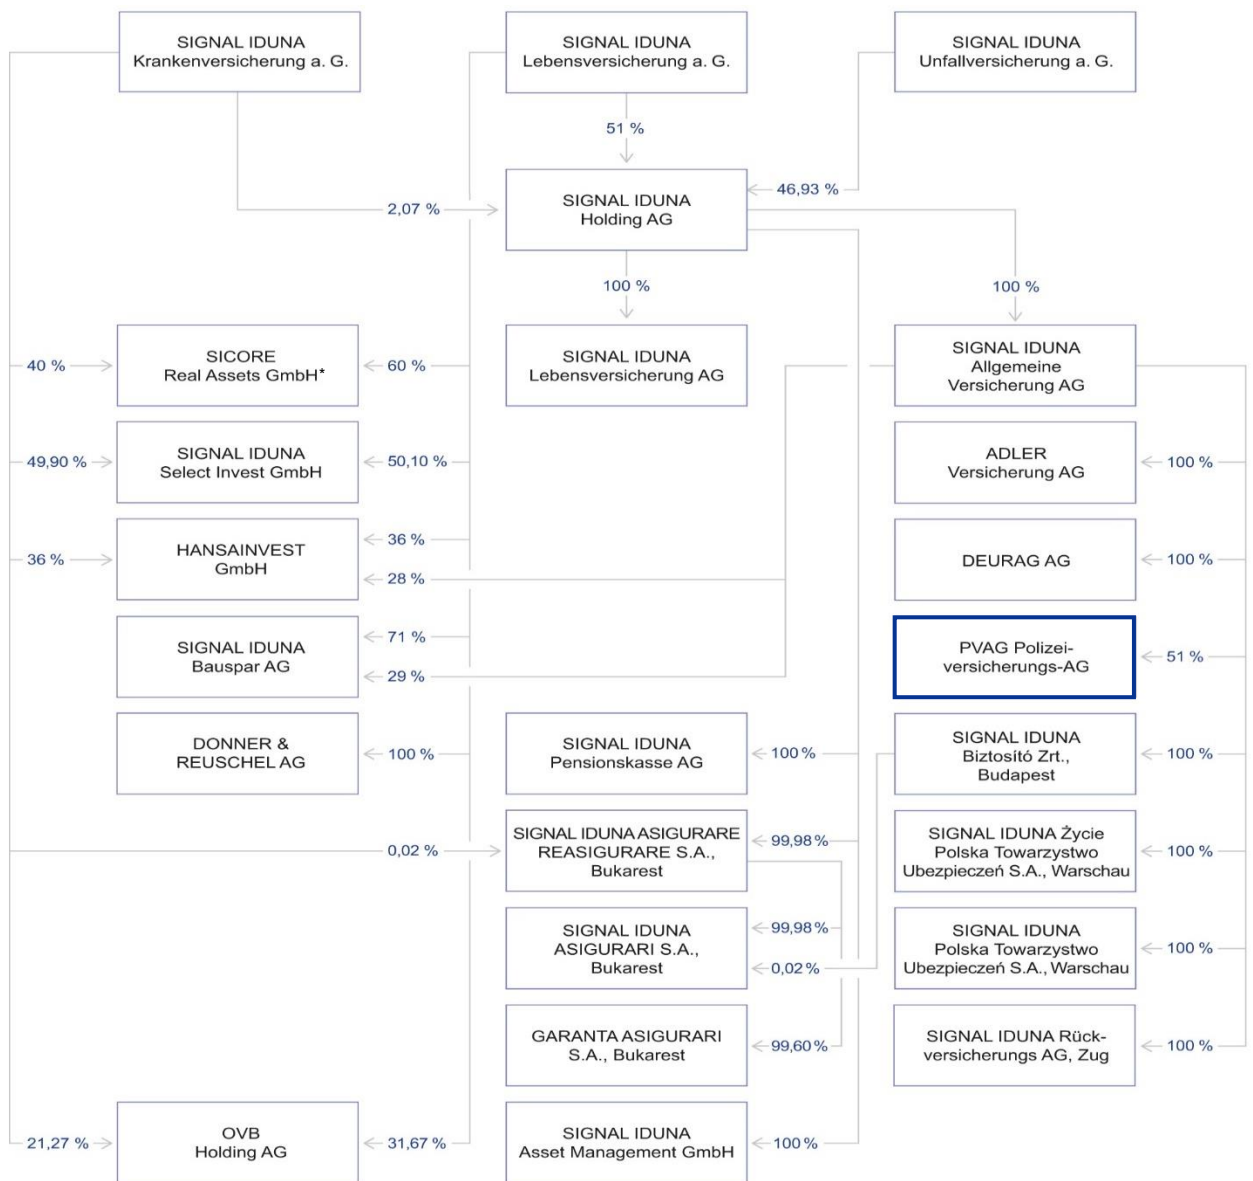 SIGNAL IDUNA
Krankenversicherung a. G.
SIGNAL IDUNA
Lebensversicherung a. G.
SIGNAL IDUNA
Unfallversicherung a. G.
51 %
46,93 %
2,07 %
SIGNAL IDUNA
Holding AG
100 %
100 %
40 %
SICORE
Real Assets GmbH*
60 %
SIGNAL IDUNA
Lebensversicherung AG
SIGNAL IDUNA
Allgemeine
Versicherung AG
49,90 %
SIGNAL IDUNA
Select Invest GmbH
50,10 %
ADLER
Versicherung AG
100 %
36 %
HANSAINVEST
GmbH
36 %
28 %
DEURAG AG
100 %
SIGNAL IDUNA
Bauspar AG
71 %
29 %
PVAG Polizei-
versicherungs-AG
51 %
DONNER &
REUSCHEL AG
100 %
SIGNAL IDUNA
Pensionskasse AG
100 %
SIGNAL IDUNA
Biztositó Zrt.,
Budapest
100 %
0,02 %
SIGNAL IDUNA ASIGURARE
REASIGURARE S.A.,
Bukarest
99,98 %
SIGNAL IDUNA Życie
Polska Towarzystwo
Ubezpieczeń S.A., Warschau
100 %
SIGNAL IDUNA
ASIGURARI S.A.,
Bukarest
99,98 %
0,02 %
SIGNAL IDUNA
Polska Towarzystwo
Ubezpieczeń S.A., Warschau
100 %
GARANTA ASIGURARI
S.A., Bukarest
99,60 %
SIGNAL IDUNA Rück-
versicherungs AG, Zug
100 %
21,27 %
OVB
Holding AG
31,67 %
SIGNAL IDUNA
Asset Management GmbH
100 %